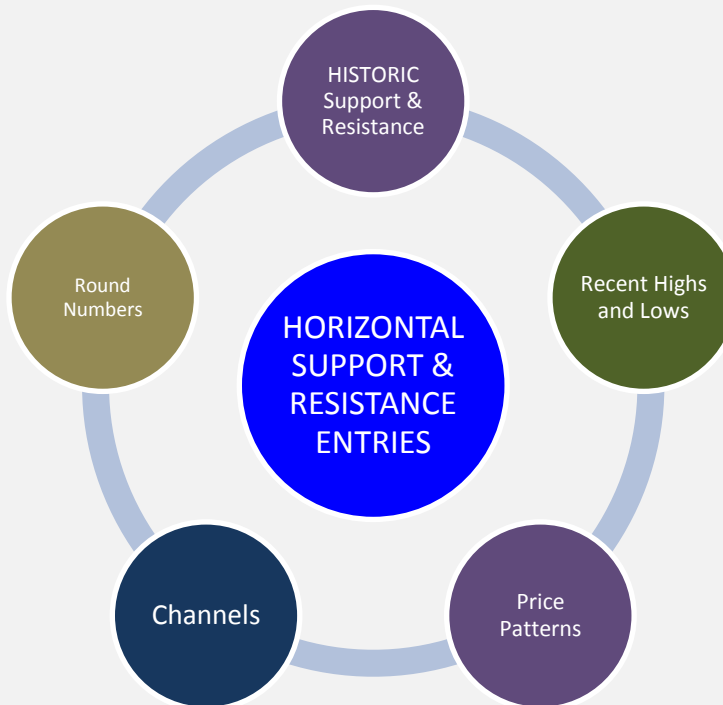 HISTORIC
Support &
Resistance
Round
Numbers
Recent Highs
and Lows
HORIZONTAL
SUPPORT &
RESISTANCE
ENTRIES
Channels
Price
Patterns